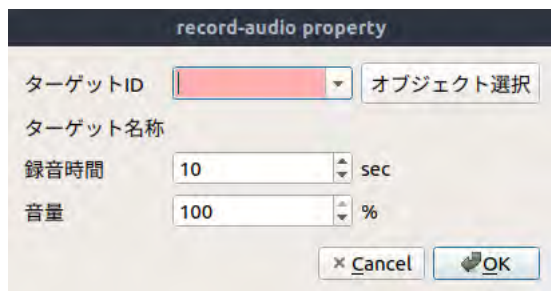 record-audio property
ターゲットID オブジェクト選択
ターゲット名称
録音時間 10 sec
音量 100 %
Cancel OK